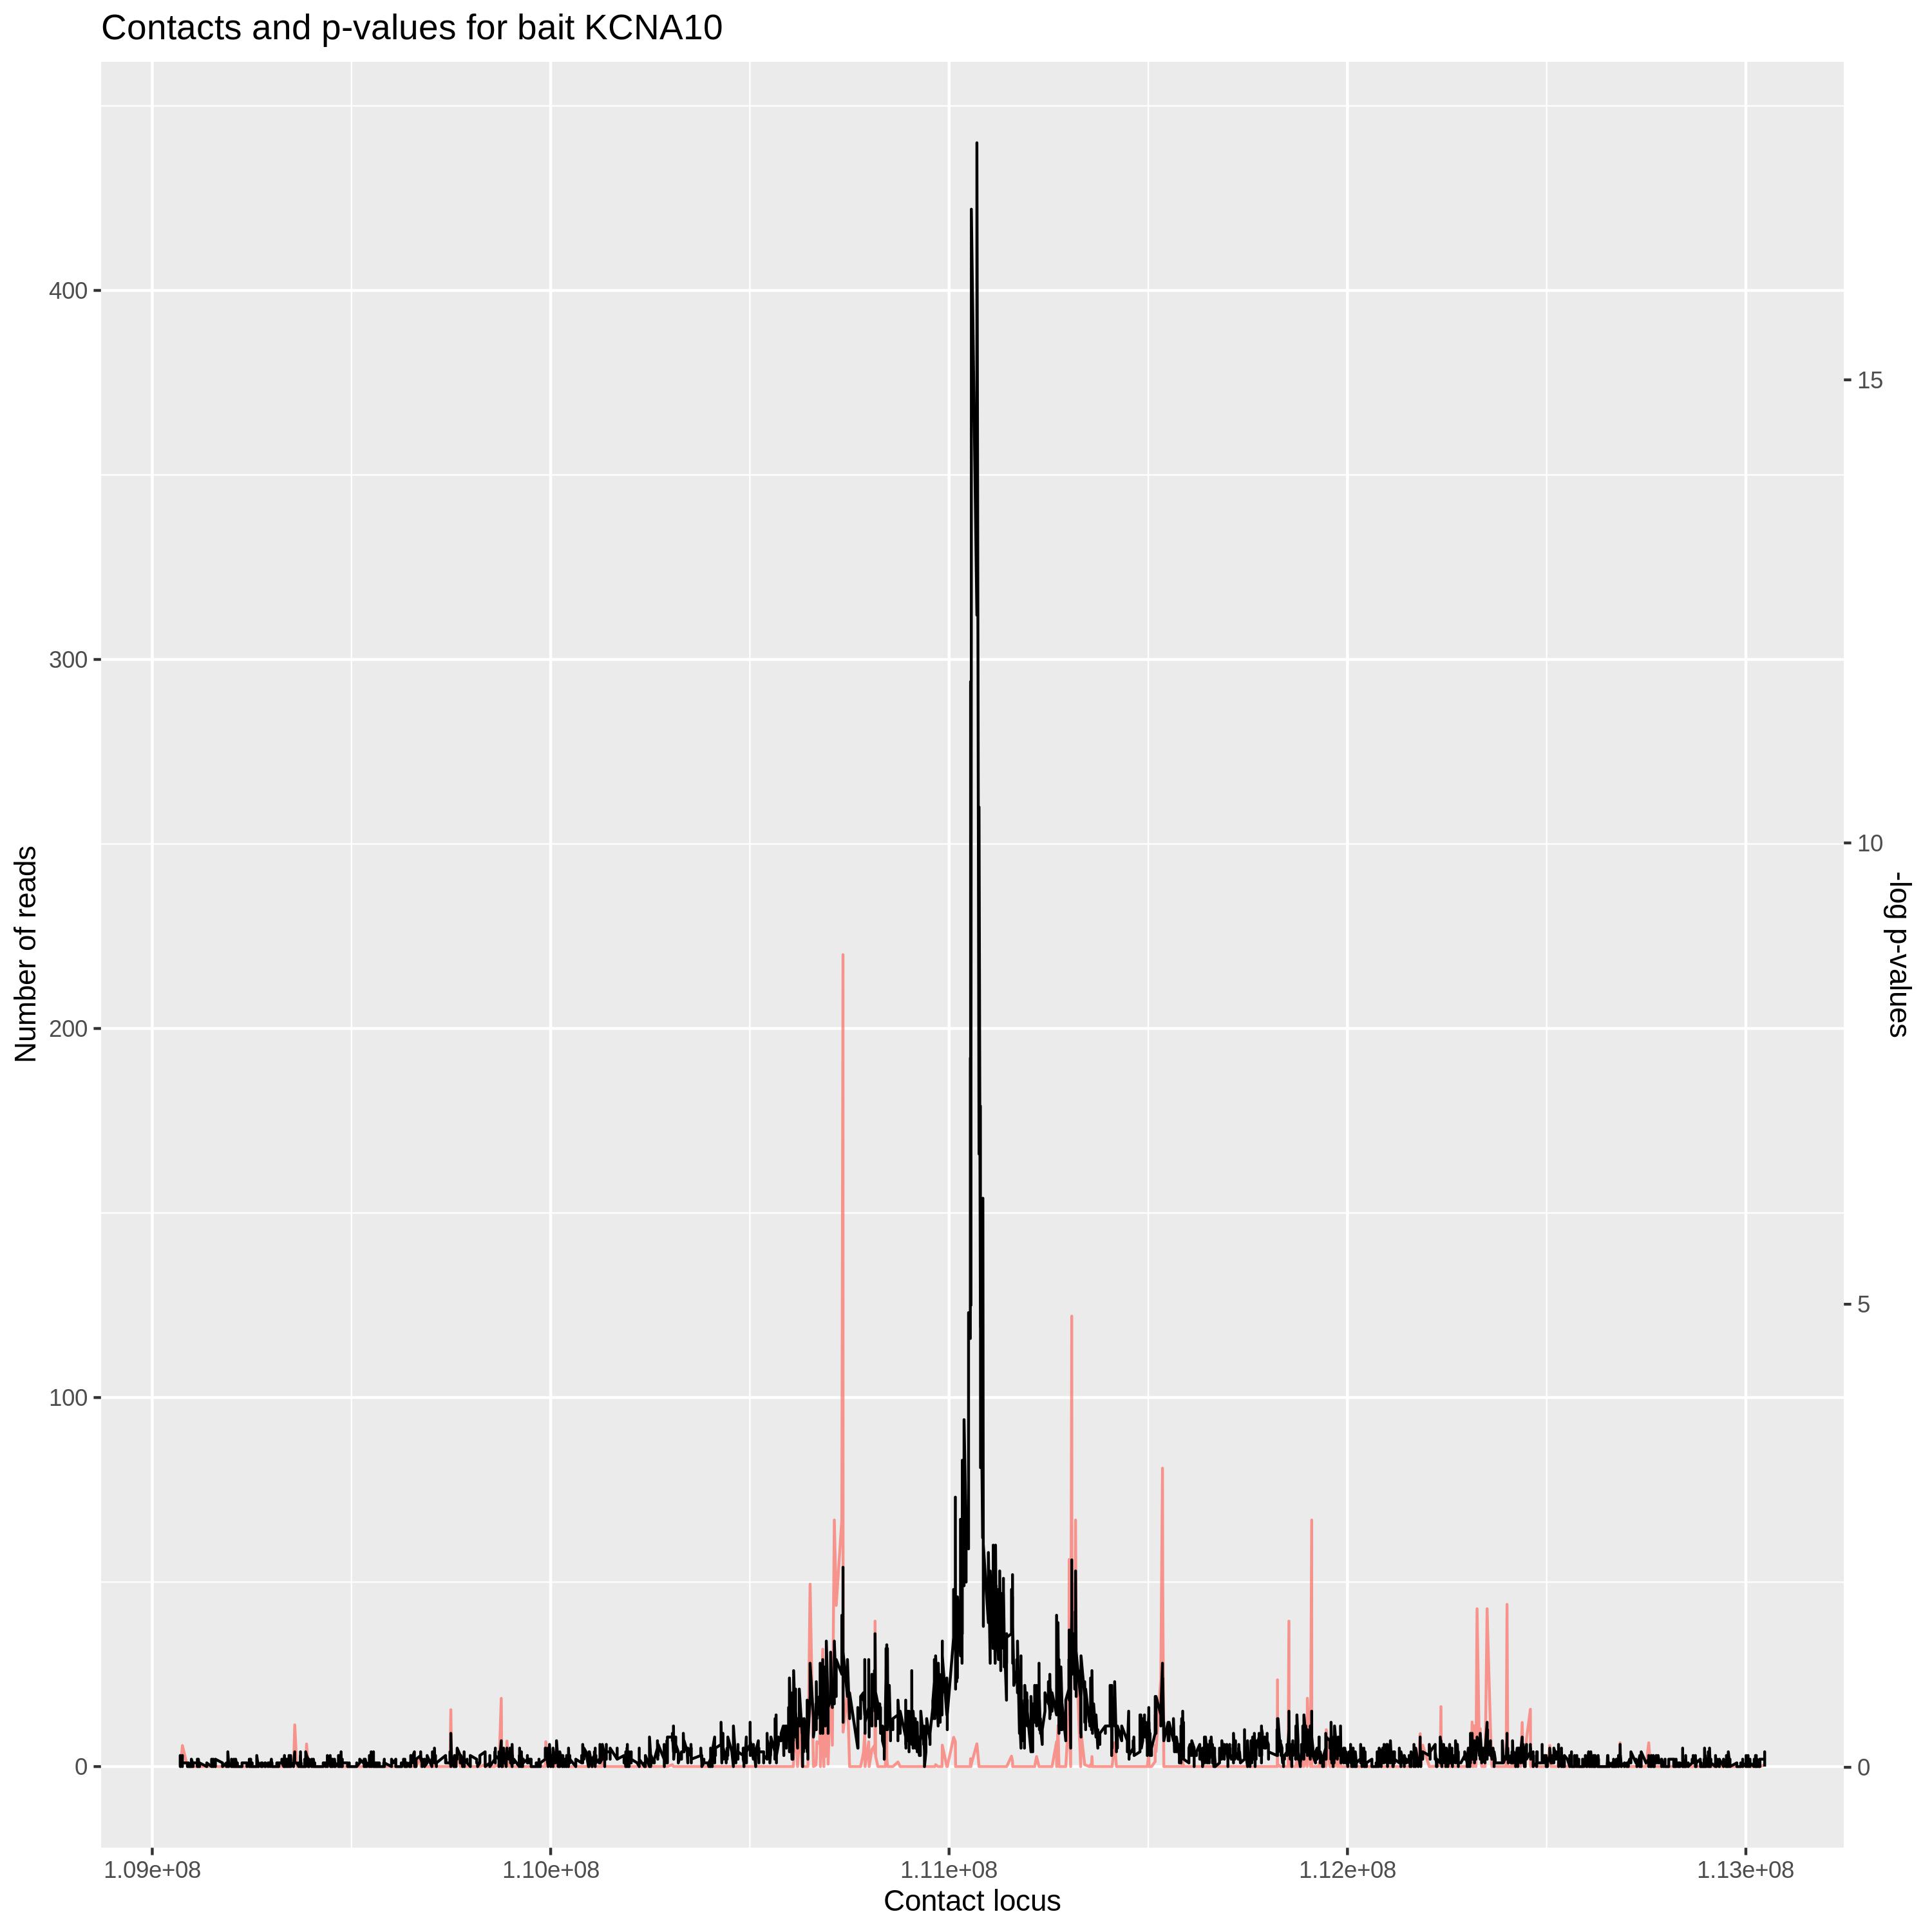 Contacts and p-values for bait KCNA10
400
300
200
100
0
Number of reads
15
10
5
0
-log p-values
1.09e+08
1.10e+08
1.11e+08
1.12e+08
1.13e+08
Contact locus